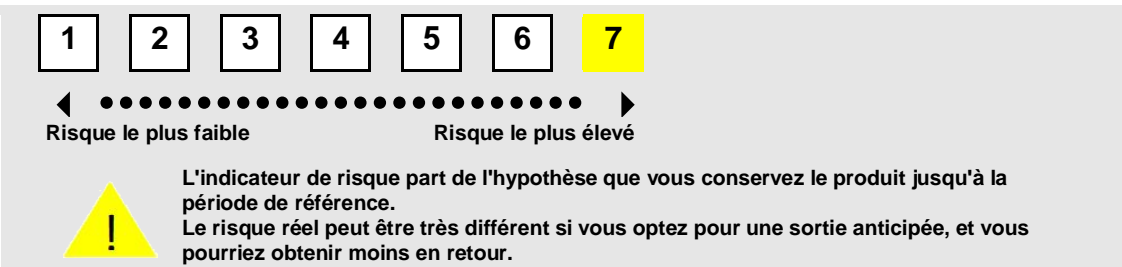 1 2 3 4 5 6 7
Risque le plus faible Risque le plus élevé
L'indicateur de risque part de l'hypothèse que vous conservez le produit jusqu'à la
période de référence.
! Le risque réel peut être très différent si vous optez pour une sortie anticipée, et vous
pourriez obtenir moins en retour.